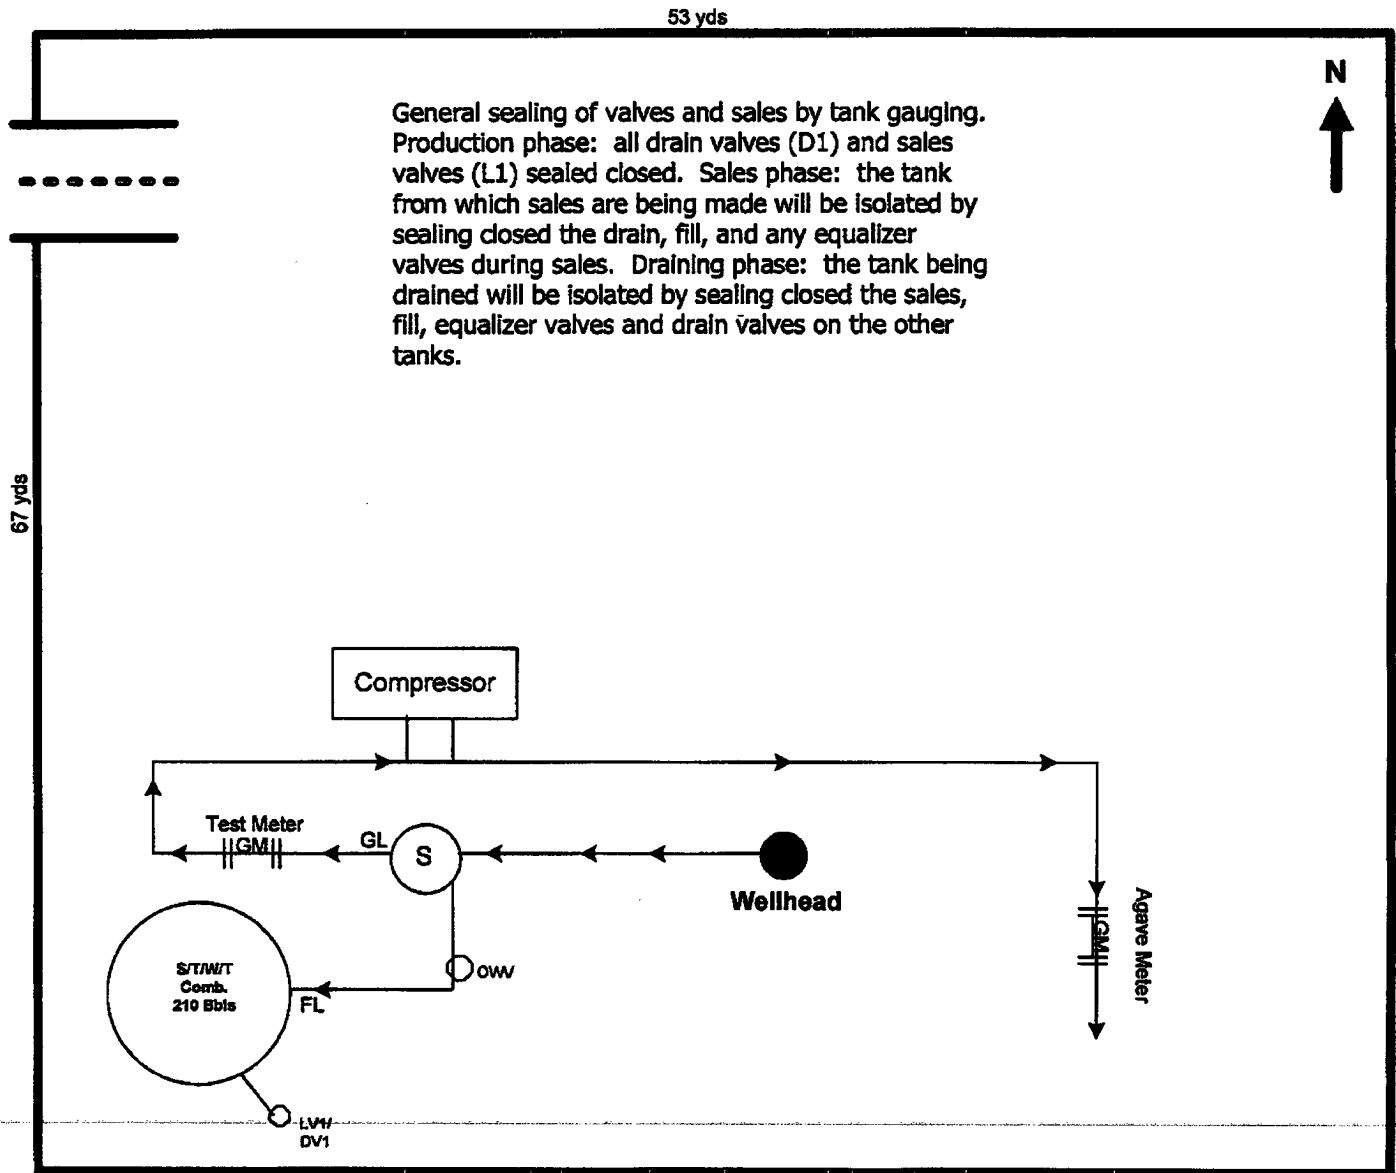 53 yds
N
General sealing of valves and sales by tank gauging.
Production phase: all drain valves (D1) and sales
valves (L1) sealed closed. Sales phase: the tank
from which sales are being made will be isolated by
sealing closed the drain, fill, and any equalizer
valves during sales. Draining phase: the tank being
drained will be isolated by sealing closed the sales,
fill, equalizer valves and drain valves on the other
tanks.
67 yds
Compressor
Test Meter
GM
GL
S
Wellhead
Agave Meter
GM
S/T/W/T
Comb.
210 Bbls
FL
OWV
LV1/
DV1